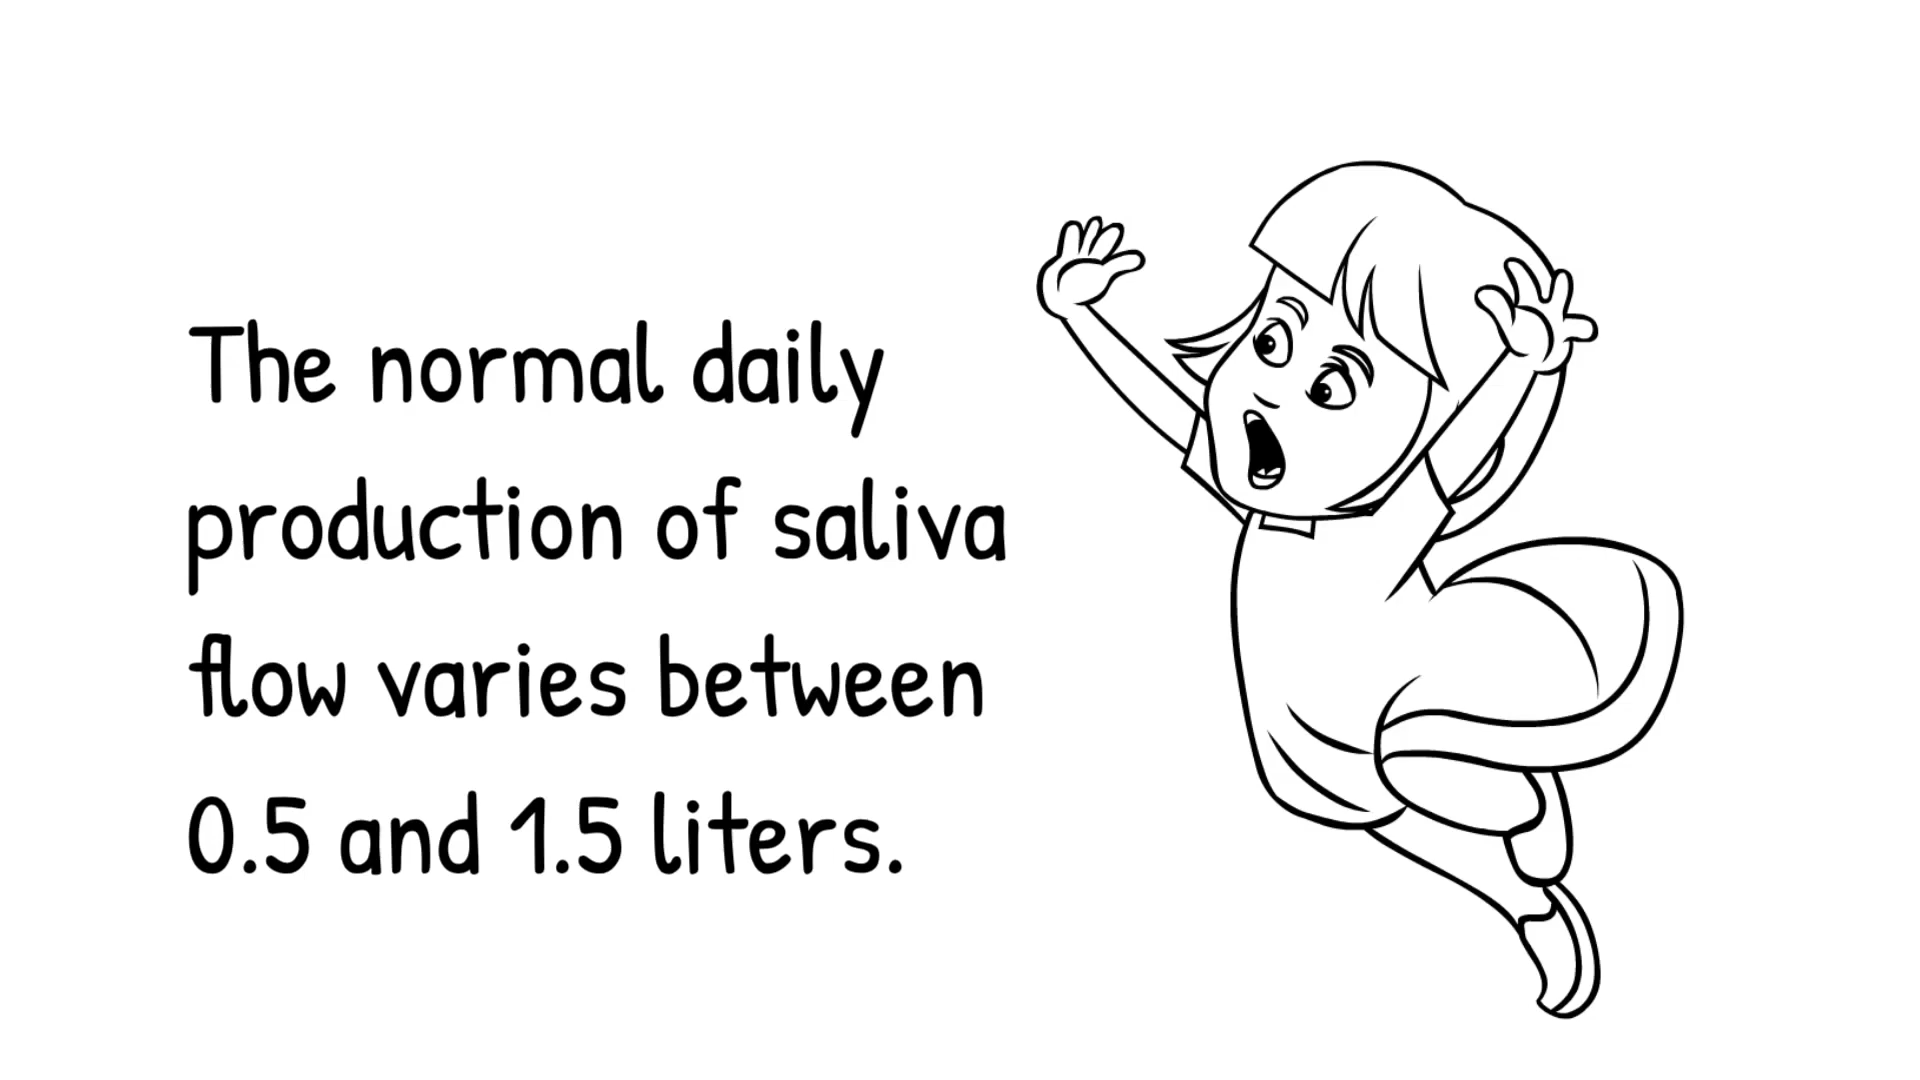 The normal daily
production of saliva
flow varies between
0.5 and 1.5 liters.